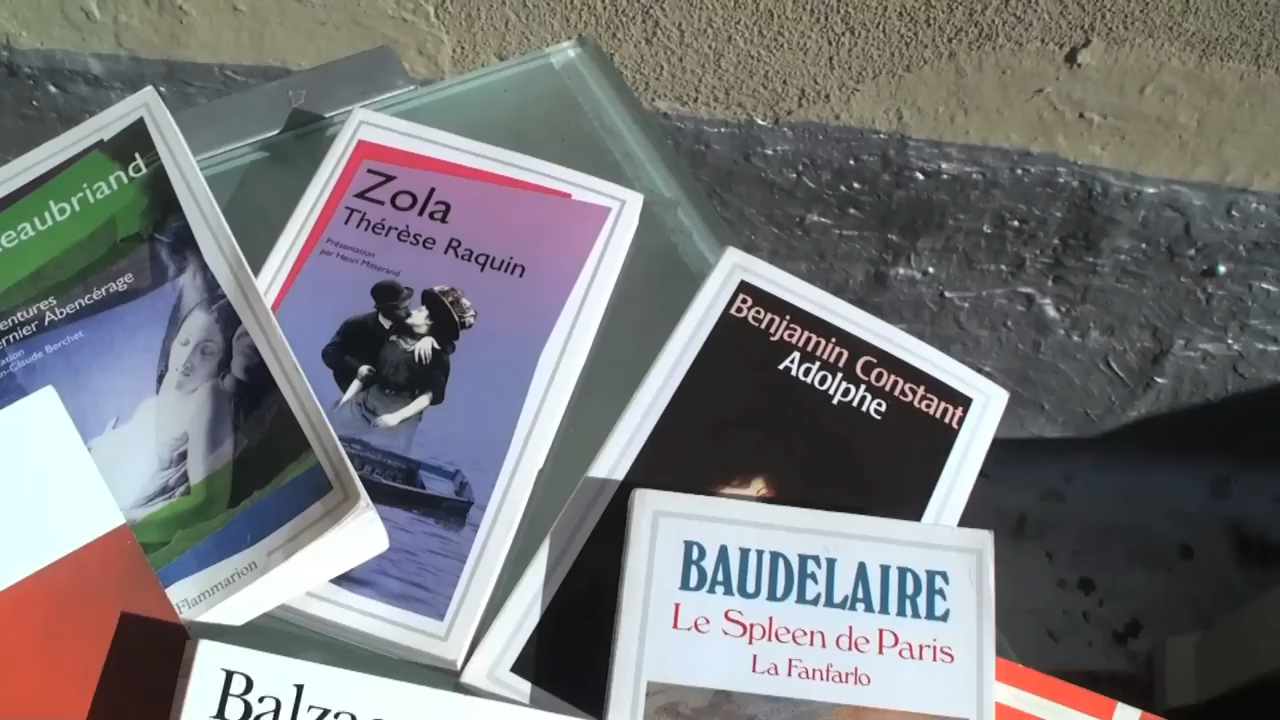 eaubriand
entures
ernier Abencérage
ation
n-Claude Berchet
Flammarion
Zola
Thérèse Raquin
Présentation
par Henri Mitterand
Benjamin Constant
Adolphe
BAUDELAIRE
Le Spleen de Paris
La Fanfarlo
Balza